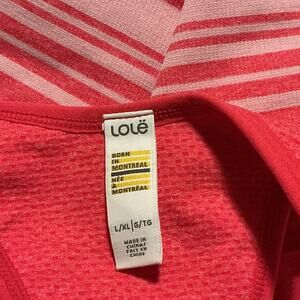 Lolë
BORN
IN
MONTREAL
NÉE
À
MONTRÉAL
L/XL|G/TG
MADE IN
CHINA/
FAIT EN
CHINE